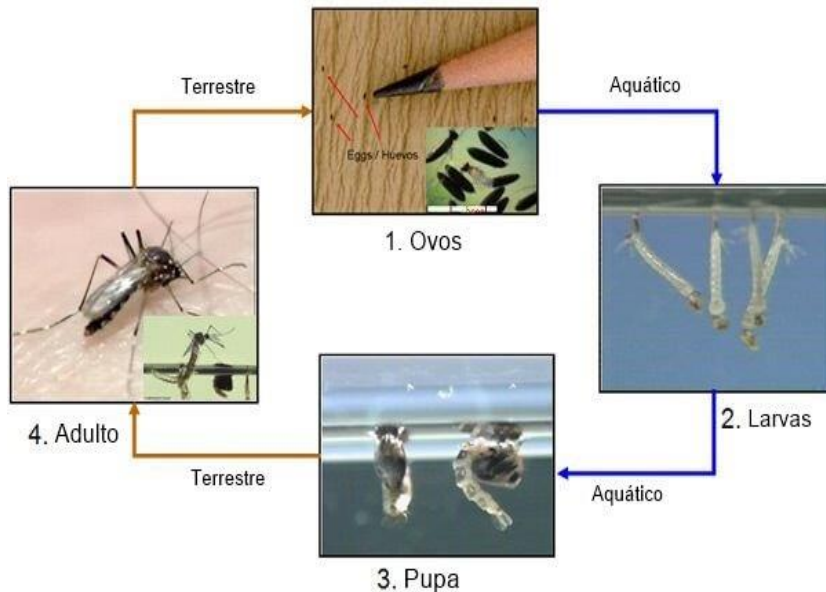 Terrestre
Aquático
Eggs / Huevos
1. Ovos
4. Adulto
2. Larvas
Terrestre
Aquático
3. Pupa